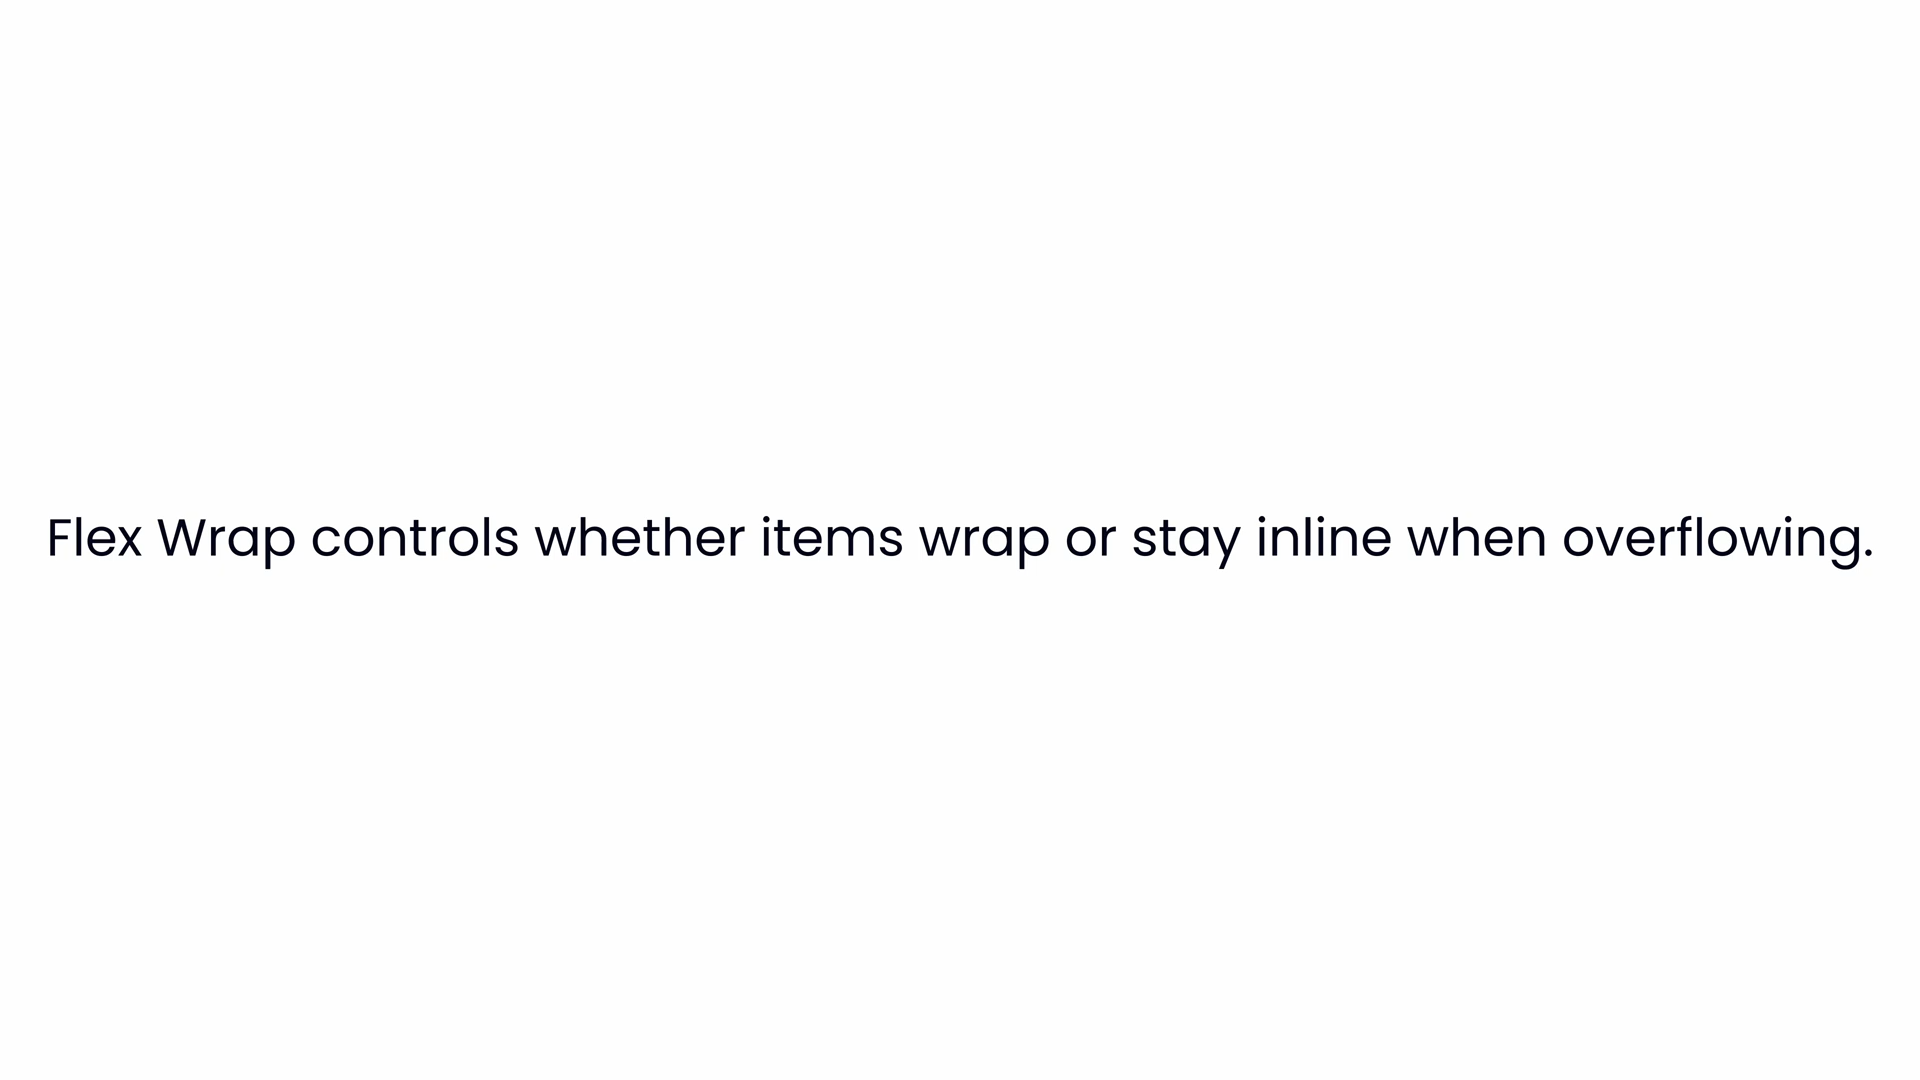 Flex Wrap controls whether items wrap or stay inline when overflowing.